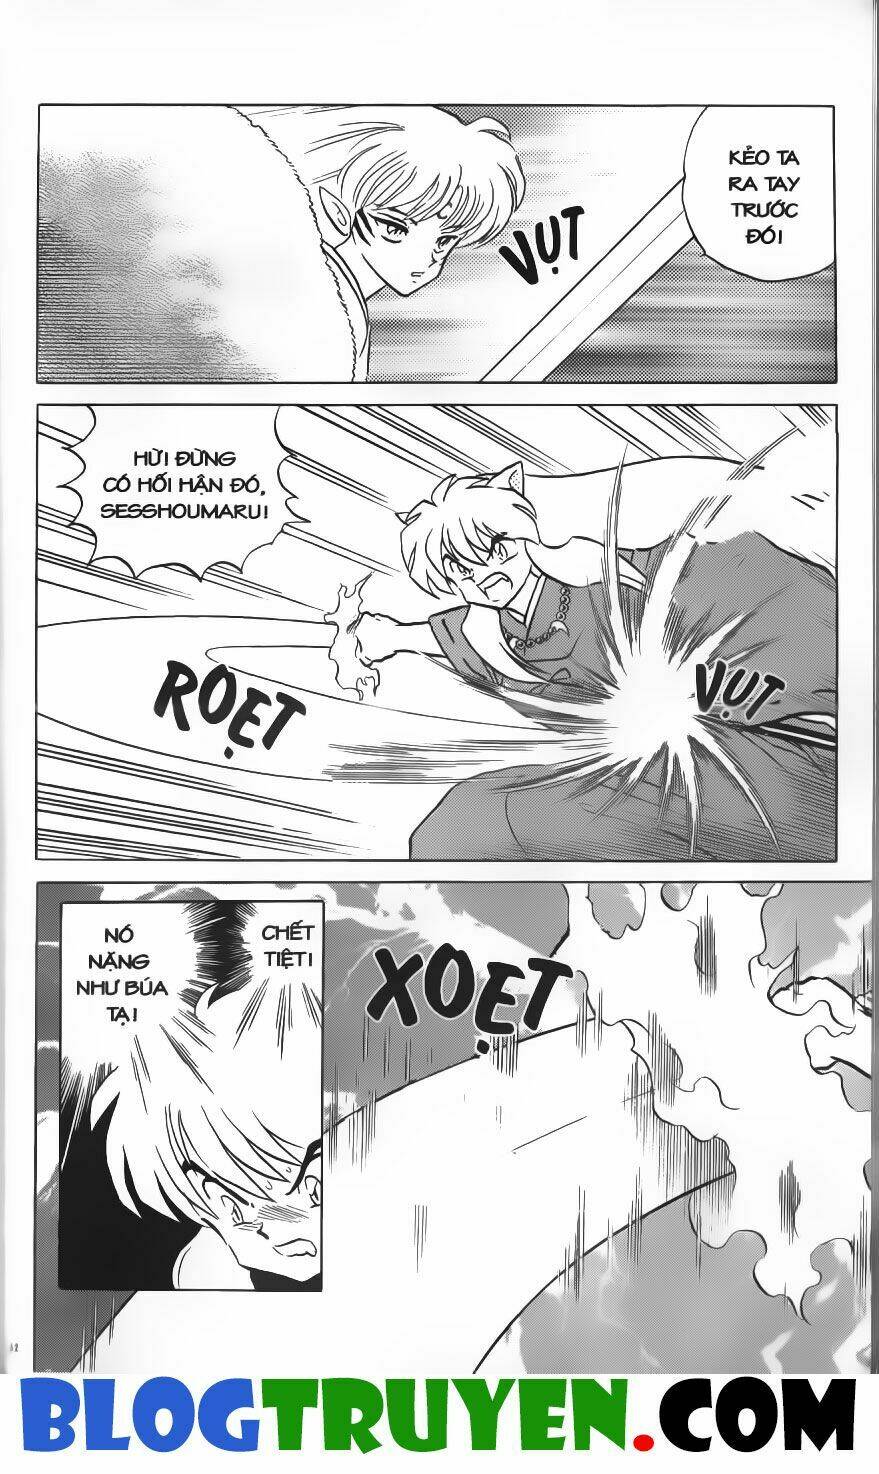 KẺO TA
RA TAY
TRƯỚC
ĐÓ!
VỤT
HỪ! ĐỪNG
CÓ HỐI HẬN ĐÓ,
SESSHOUMARU!
ROẸT
VỤT
CHẾT
TIỆT!
NÓ
NẶNG
NHƯ BÚA
TẠ!
XOẸT
BLOGTRUYEN.COM